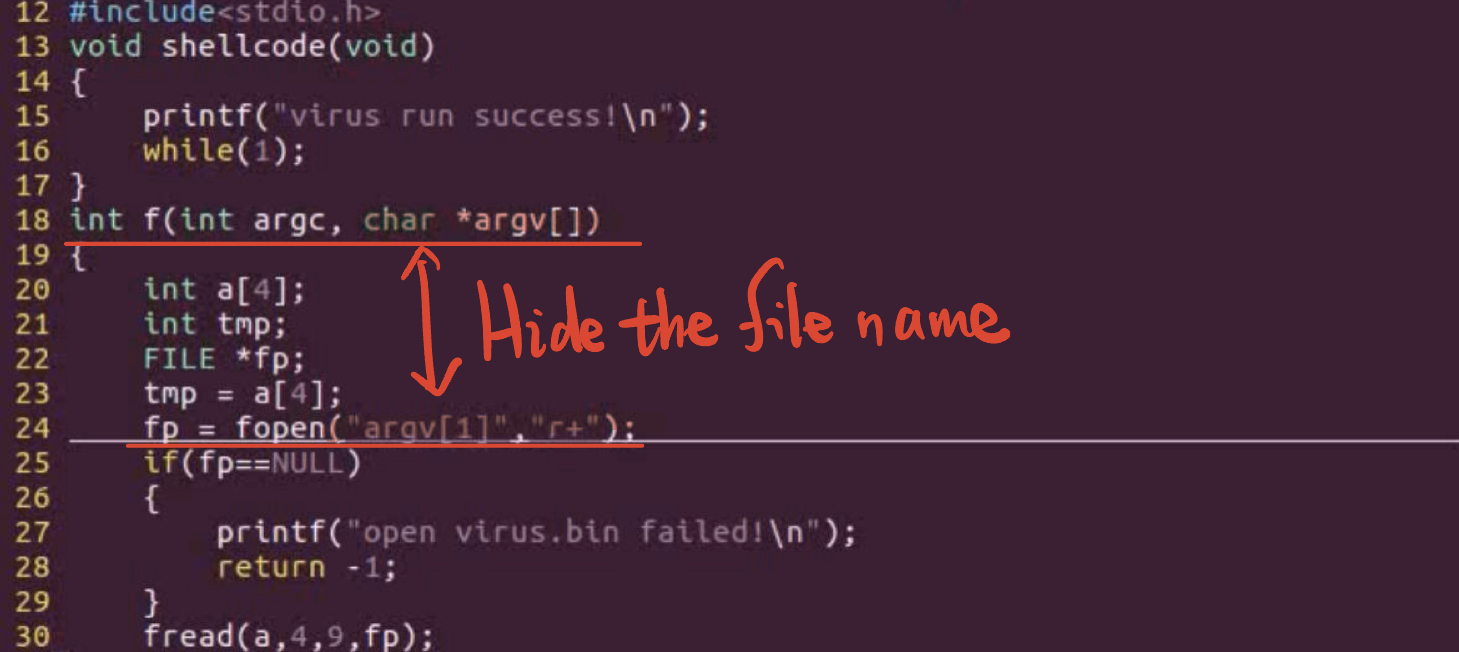 12 #include<stdio.h>
13 void shellcode(void)
14 {
15     printf("virus run success!\n");
16     while(1);
17 }
18 int f(int argc, char *argv[])
19 {
20     int a[4];
Hide the file name
21     int tmp;
22     FILE *fp;
23     tmp = a[4];
24     fp = fopen("argv[1]","r+");
25     if(fp==NULL)
26     {
27         printf("open virus.bin failed!\n");
28         return -1;
29     }
30     fread(a,4,9,fp);